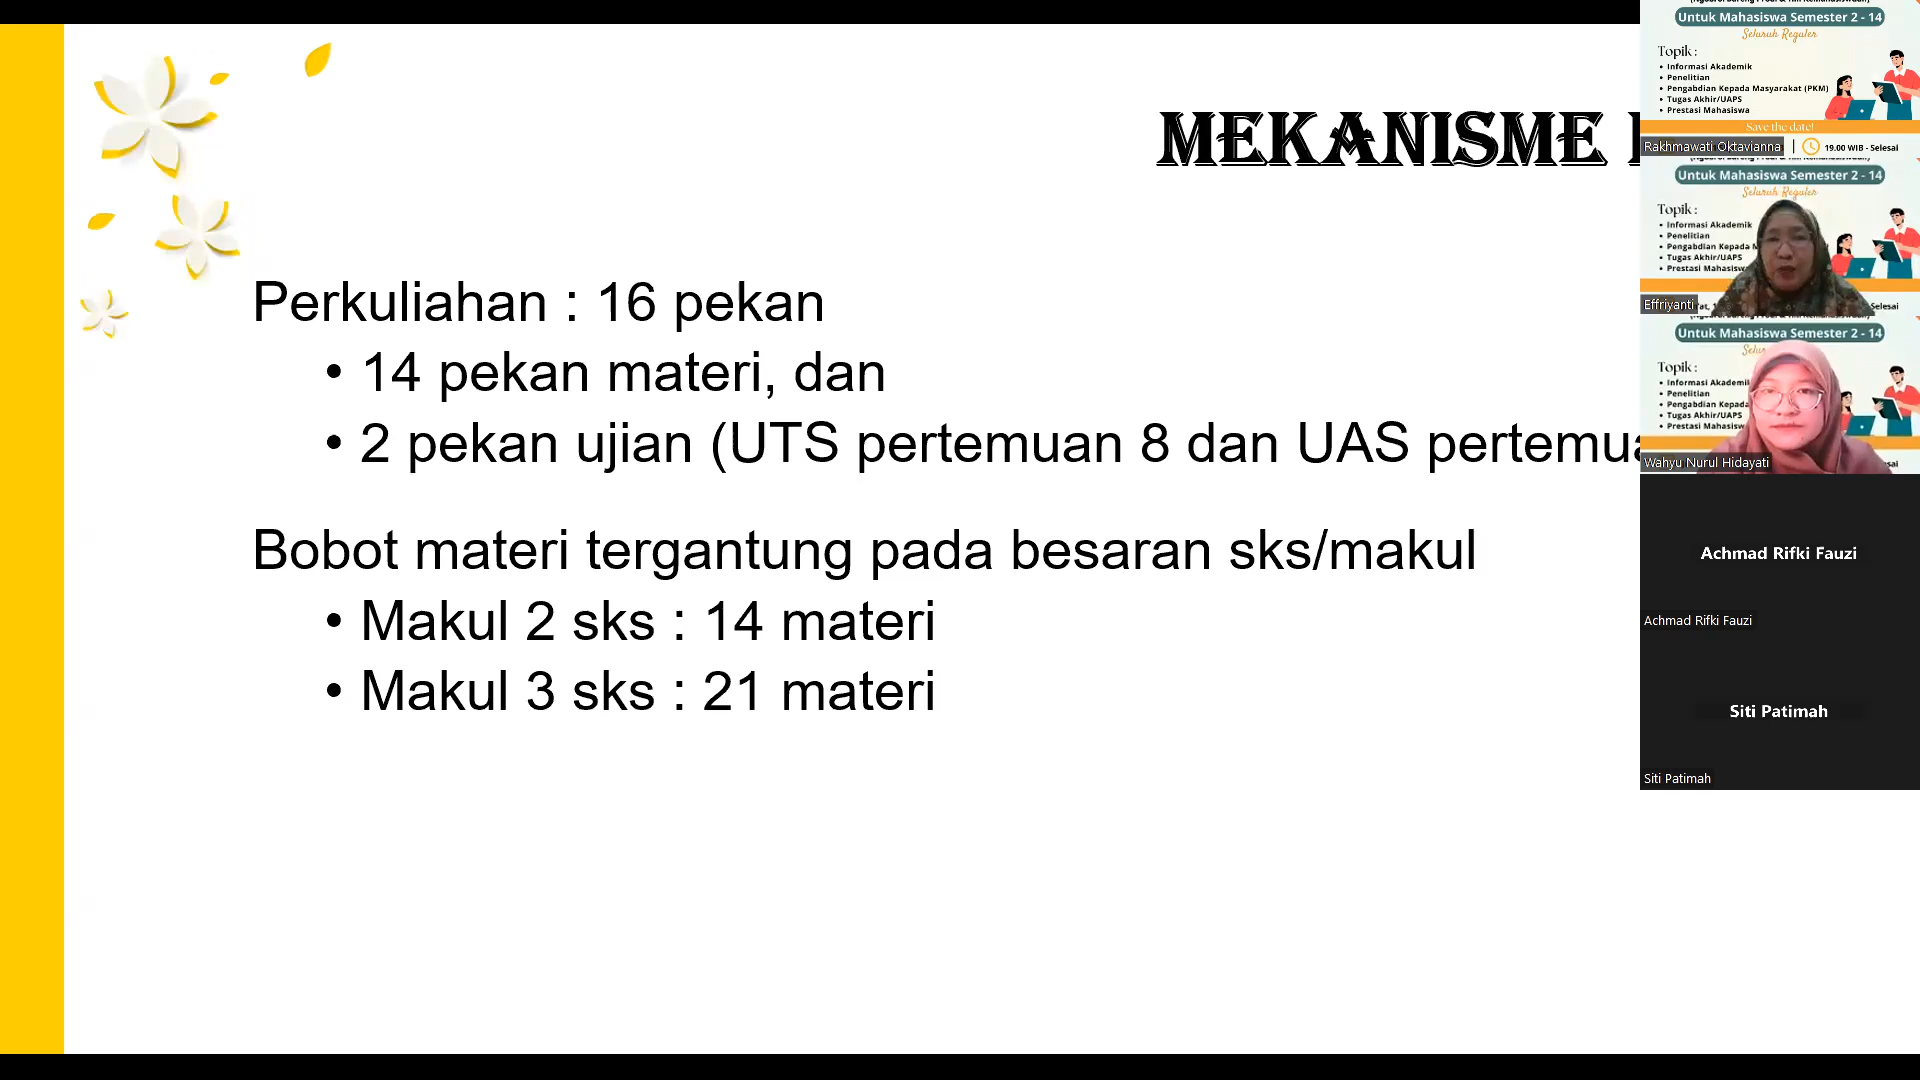 MEKANISME
Perkuliahan : 16 pekan
• 14 pekan materi, dan
• 2 pekan ujian (UTS pertemuan 8 dan UAS
Bobot materi tergantung pada besaran sks/makul
• Makul 2 sks : 14 materi
• Makul 3 sks : 21 materi
Untuk Mahasiswa Semester 2 - 14
Seluruh Reguler
Topik :
• Informasi Akademik
• Penelitian
• Pengabdian Kepada Masyarakat (PKM)
• Tugas Akhir/UAPS
• Prestasi Mahasiswa
Save the date!
Rakhmawati Oktavianna
19.00 WIB - Selesai
Untuk Mahasiswa Semester 2 - 14
Seluruh Reguler
Topik :
• Informasi Akademik
• Penelitian
• Pengabdian Kepada
• Tugas Akhir/UAPS
• Prestasi
Effriyanti
Selesai
Untuk Mahasiswa Semester 2 - 14
Topik :
• Informasi
• Penelitian
• Pengabdian Kepada
• Tugas Akhir/UAPS
• Prestasi
Wahyu Nurul Hidayati
Achmad Rifki Fauzi
Achmad Rifki Fauzi
Siti Patimah
Siti Patimah